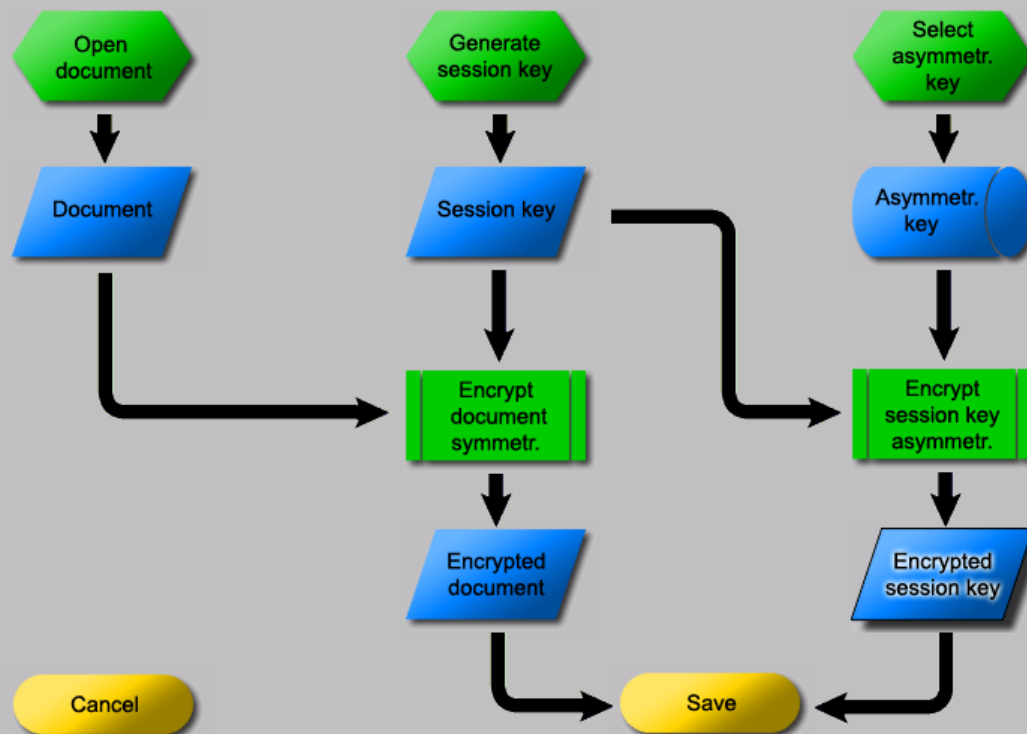 Open
document
Generate
session key
Select
asymmetr.
key
Document
Session key
Asymmetr.
key
Encrypt
document
symmetr.
Encrypt
session key
asymmetr.
Encrypted
document
Encrypted
session key
Cancel
Save